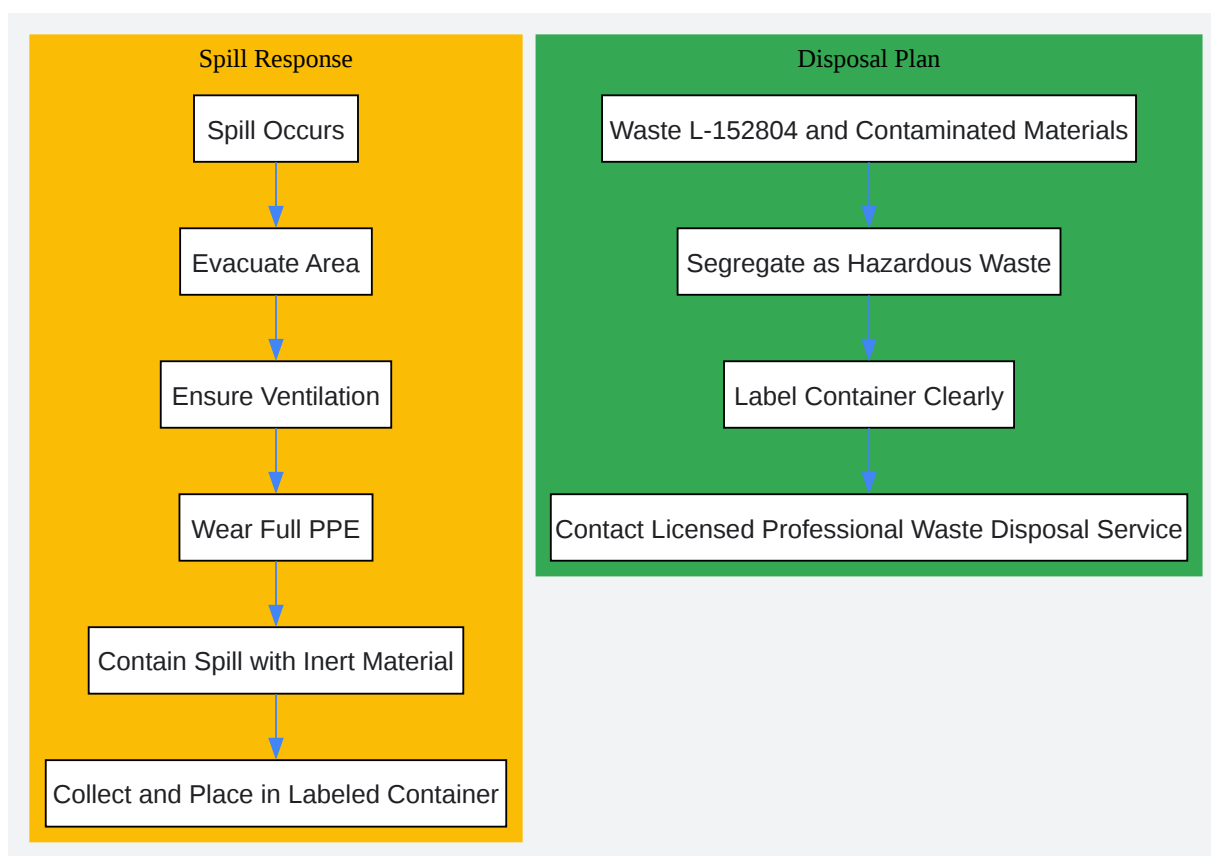 Spill Response
Spill Occurs
Evacuate Area
Ensure Ventilation
Wear Full PPE
Contain Spill with Inert Material
Collect and Place in Labeled Container
Disposal Plan
Waste L-152804 and Contaminated Materials
Segregate as Hazardous Waste
Label Container Clearly
Contact Licensed Professional Waste Disposal Service